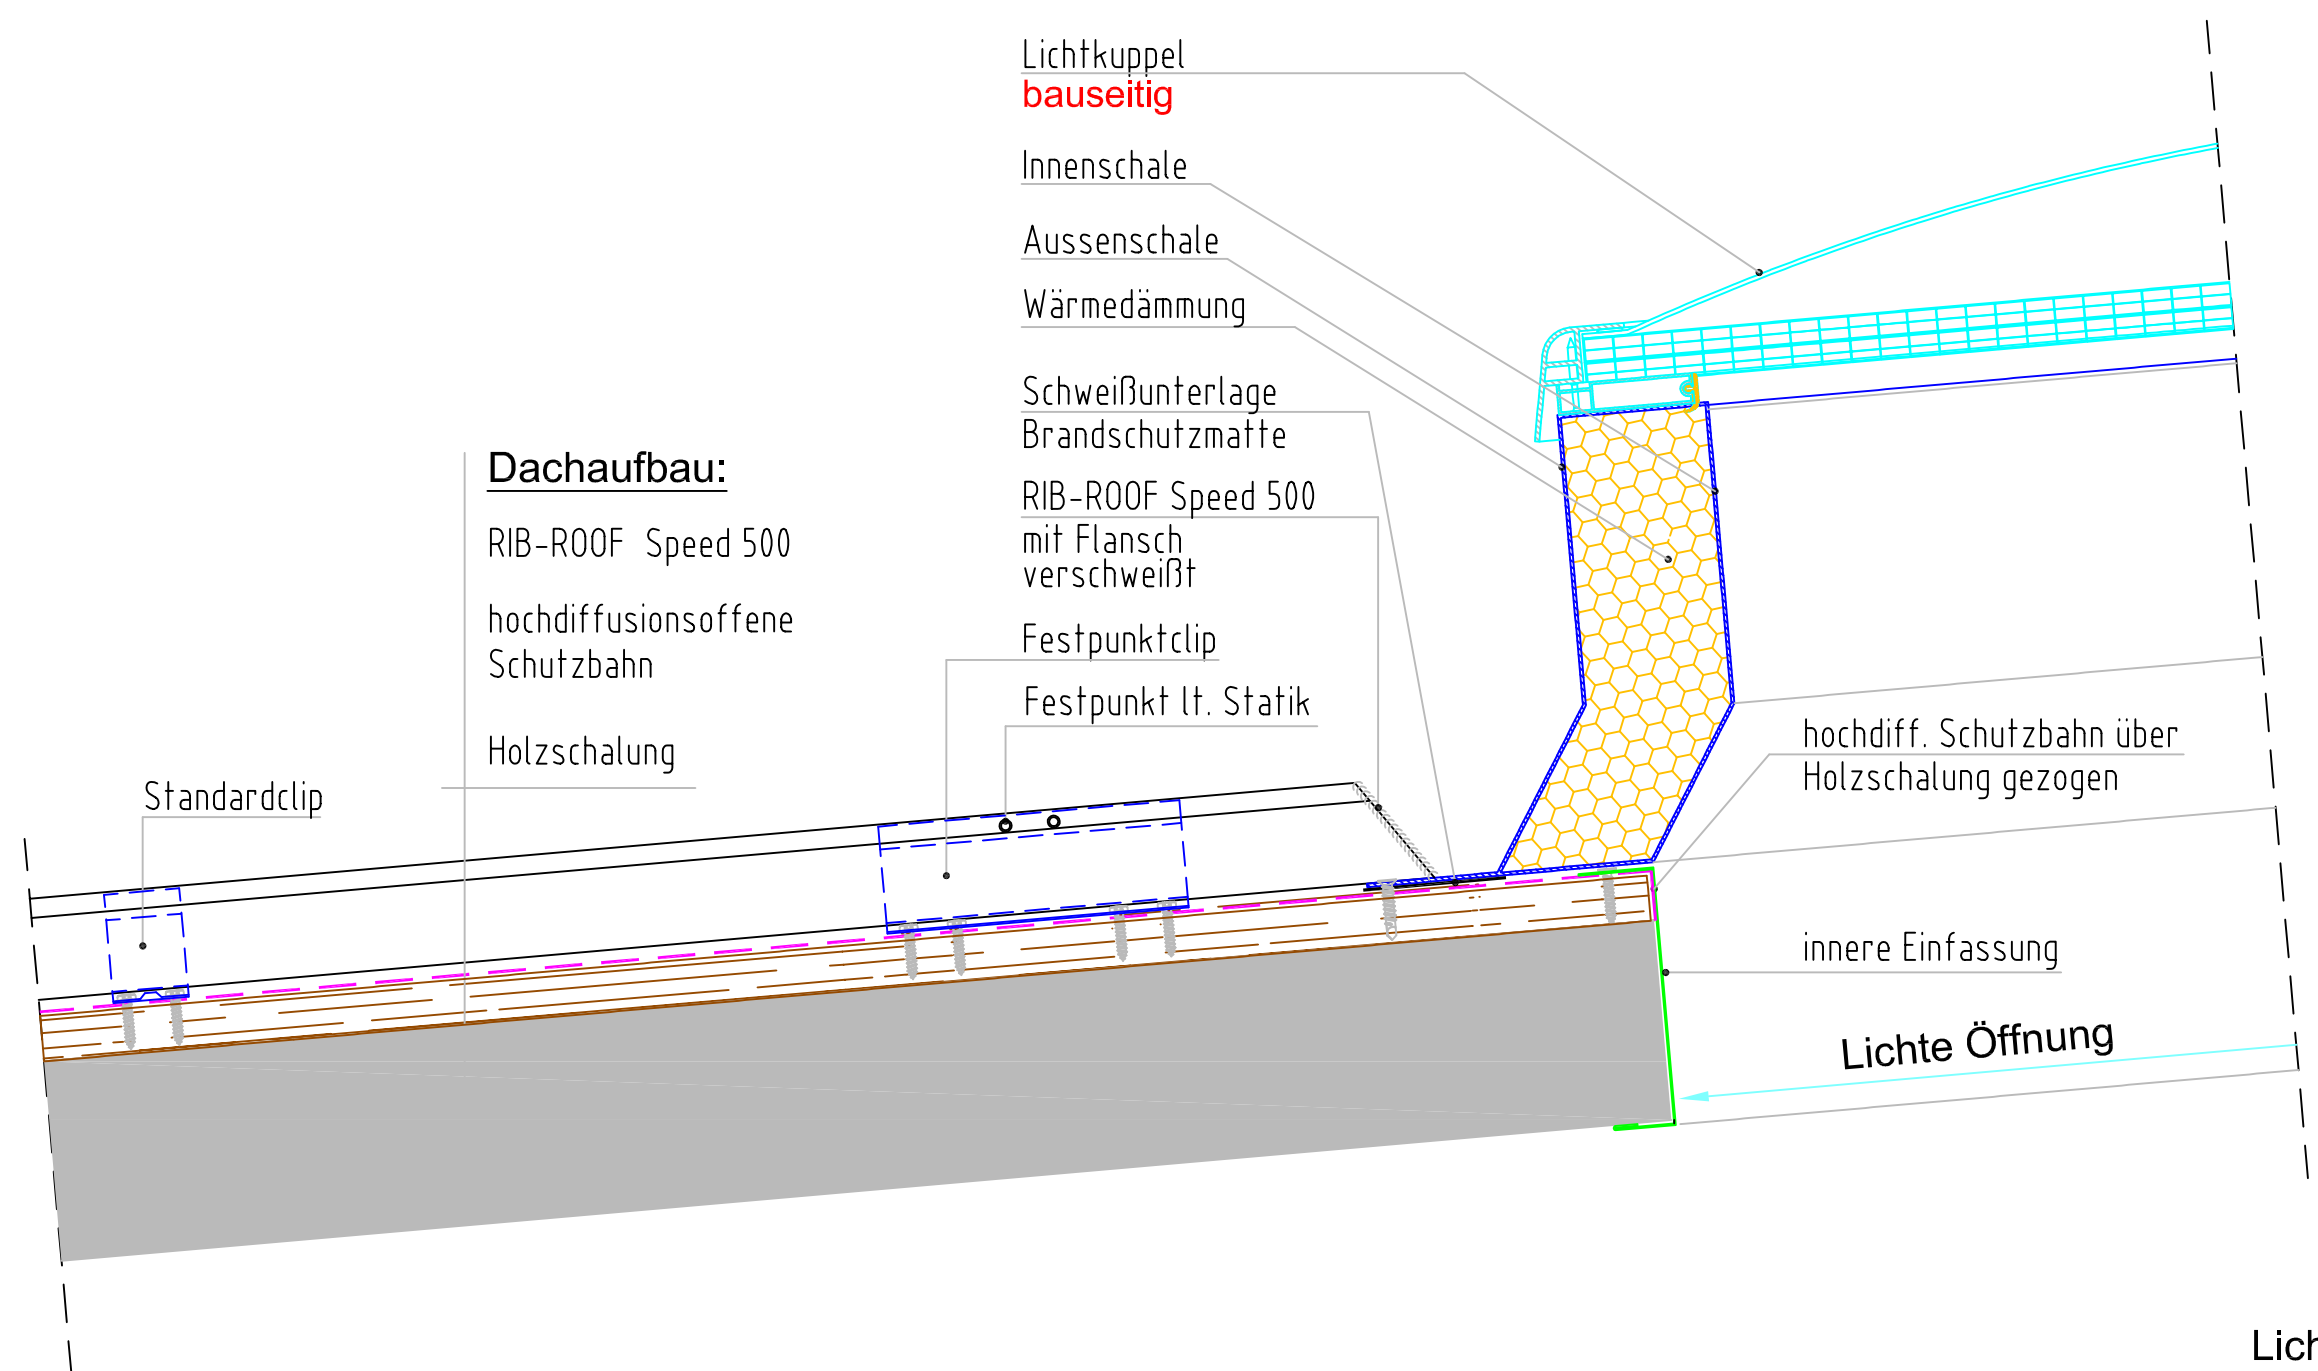 Lichtkuppel
bauseitig
Innenschale
Aussenschale
Wärmedämmung
Schweißunterlage
Brandschutzmatte
RIB-ROOF Speed 500
mit Flansch
verschweißt
Festpunktclip
Festpunkt lt. Statik
Dachaufbau:
RIB-ROOF Speed 500
hochdiffusionsoffene
Schutzbahn
Holzschalung
Standardclip
hochdiff. Schutzbahn über
Holzschalung gezogen
innere Einfassung
Lichte Öffnung
Lich